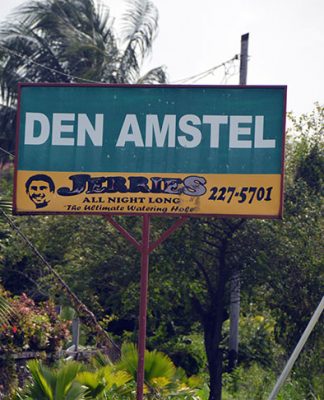 DEN AMSTEL
JERRIES 227-5701
ALL NIGHT LONG
"The Ultimate Watering Hole"